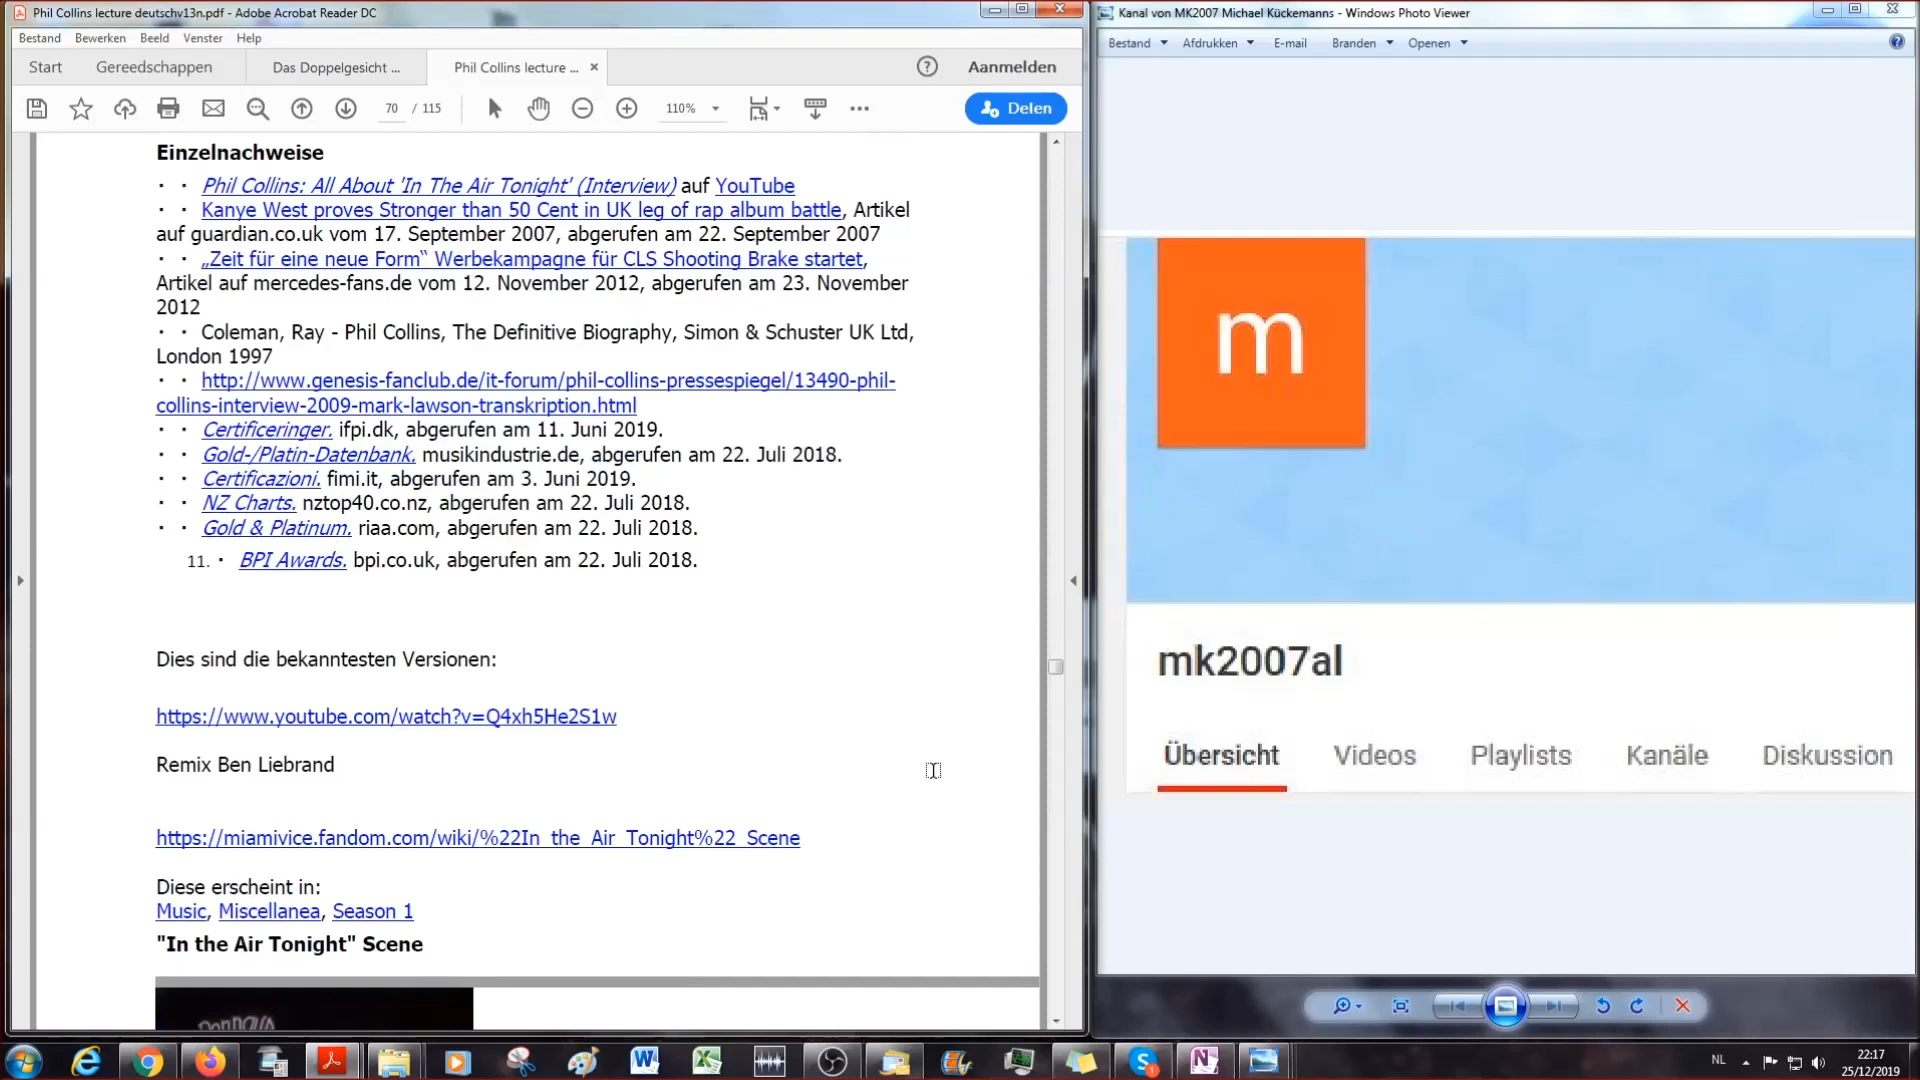 Phil Collins lecture deutschv13n.pdf - Adobe Acrobat Reader DC
Bestand Bewerken Beeld Venster Help
Start Gereedschappen Das Doppelgesicht ... Phil Collins lecture ... Aanmelden
70 / 115 110% Delen
Einzelnachweise
Phil Collins: All About 'In The Air Tonight' (Interview) auf YouTube
Kanye West proves Stronger than 50 Cent in UK leg of rap album battle, Artikel
auf guardian.co.uk vom 17. September 2007, abgerufen am 22. September 2007
„Zeit für eine neue Form“ Werbekampagne für CLS Shooting Brake startet,
Artikel auf mercedes-fans.de vom 12. November 2012, abgerufen am 23. November
2012
Coleman, Ray - Phil Collins, The Definitive Biography, Simon & Schuster UK Ltd,
London 1997
http://www.genesis-fanclub.de/it-forum/phil-collins-pressespiegel/13490-phil-
collins-interview-2009-mark-lawson-transkription.html
Certificeringer. ifpi.dk, abgerufen am 11. Juni 2019.
Gold-/Platin-Datenbank. musikindustrie.de, abgerufen am 22. Juli 2018.
Certificazioni. fimi.it, abgerufen am 3. Juni 2019.
NZ Charts. nztop40.co.nz, abgerufen am 22. Juli 2018.
Gold & Platinum. riaa.com, abgerufen am 22. Juli 2018.
11. BPI Awards. bpi.co.uk, abgerufen am 22. Juli 2018.
Dies sind die bekanntesten Versionen:
https://www.youtube.com/watch?v=Q4xh5He2S1w
Remix Ben Liebrand
https://miamivice.fandom.com/wiki/%22In_the_Air_Tonight%22_Scene
Diese erscheint in:
Music, Miscellanea, Season 1
"In the Air Tonight" Scene
Kanal von MK2007 Michael Kückemanns - Windows Photo Viewer
Bestand Afdrukken E-mail Branden Openen
m
mk2007al
Übersicht Videos Playlists Kanäle Diskussion
NL 22:17
25/12/2019